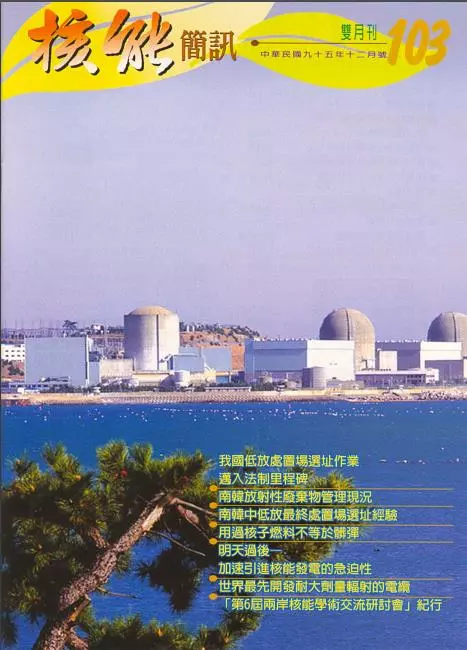 核能簡訊
雙月刊
103
中華民國九十五年十二月號
我國低放處置場選址作業
邁入法制里程碑
南韓放射性廢棄物管理現況
南韓中低放最終處置場選址經驗
用過核子燃料不等於髒彈
明天過後—
加速引進核能發電的急迫性
世界最先開發耐大劑量輻射的電纜
「第6屆兩岸核能學術交流研討會」紀行